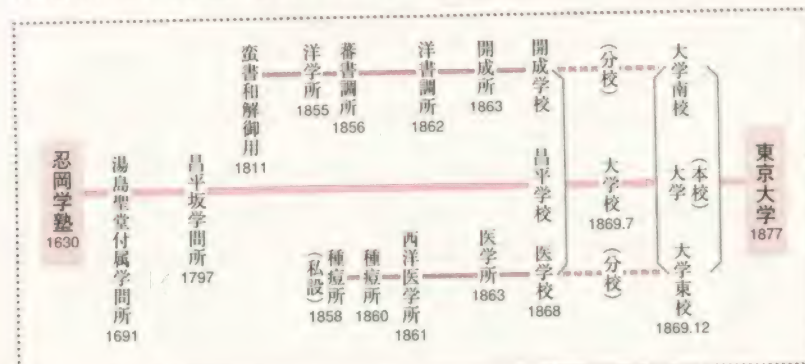 蛮書和解御用
1811
洋学所
1855
蕃書調所
1856
洋書調所
1862
開成所
1863
開成学校
(分校)
大学南校
忍岡学塾
1630
湯島聖堂付属学問所
1691
昌平坂学問所
1797
昌平学校
大学校
1869.7
大学
(本校)
東京大学
1877
(私設)
種痘所
1858
種痘所
1860
西洋医学所
1861
医学所
1863
医学校
1868
(分校)
大学東校
1869.12